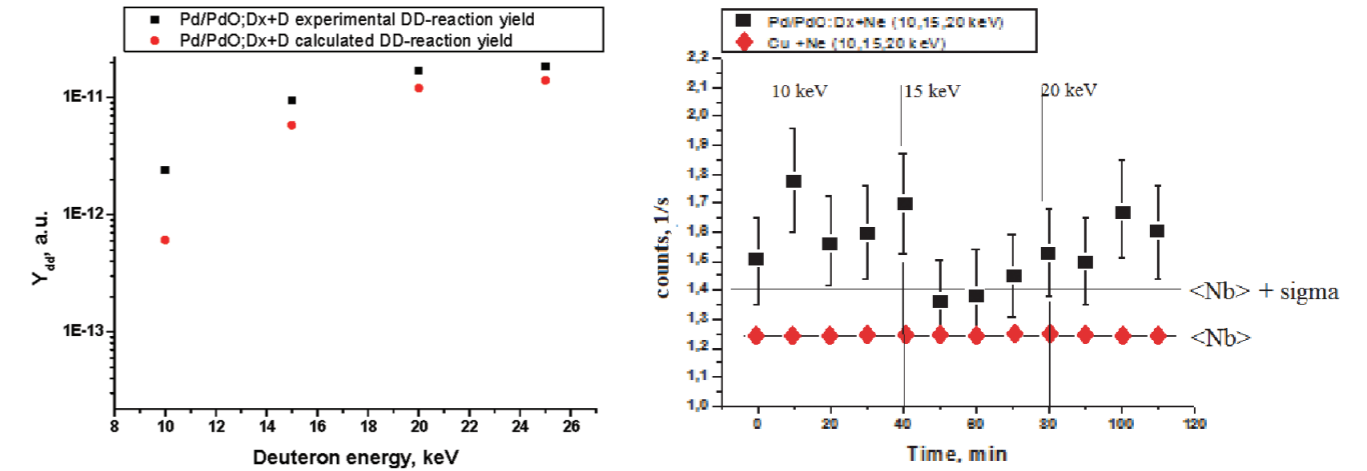 Pd/PdO;Dx+D experimental DD-reaction yield
Pd/PdO;Dx+D calculated DD-reaction yield
1E-11
1E-12
1E-13
Y dd, a.u.
8 10 12 14 16 18 20 22 24 26
Deuteron energy, keV
Pd/PdO:Dx+Ne (10,15,20 keV)
Cu +Ne (10,15,20 keV)
2,2
2,1
2,0
1,9
1,8
1,7
1,6
1,5
1,4
1,3
1,2
1,1
1,0
counts, 1/s
10 keV 15 keV 20 keV
<Nb> + sigma
<Nb>
0 20 40 60 80 100 120
Time, min